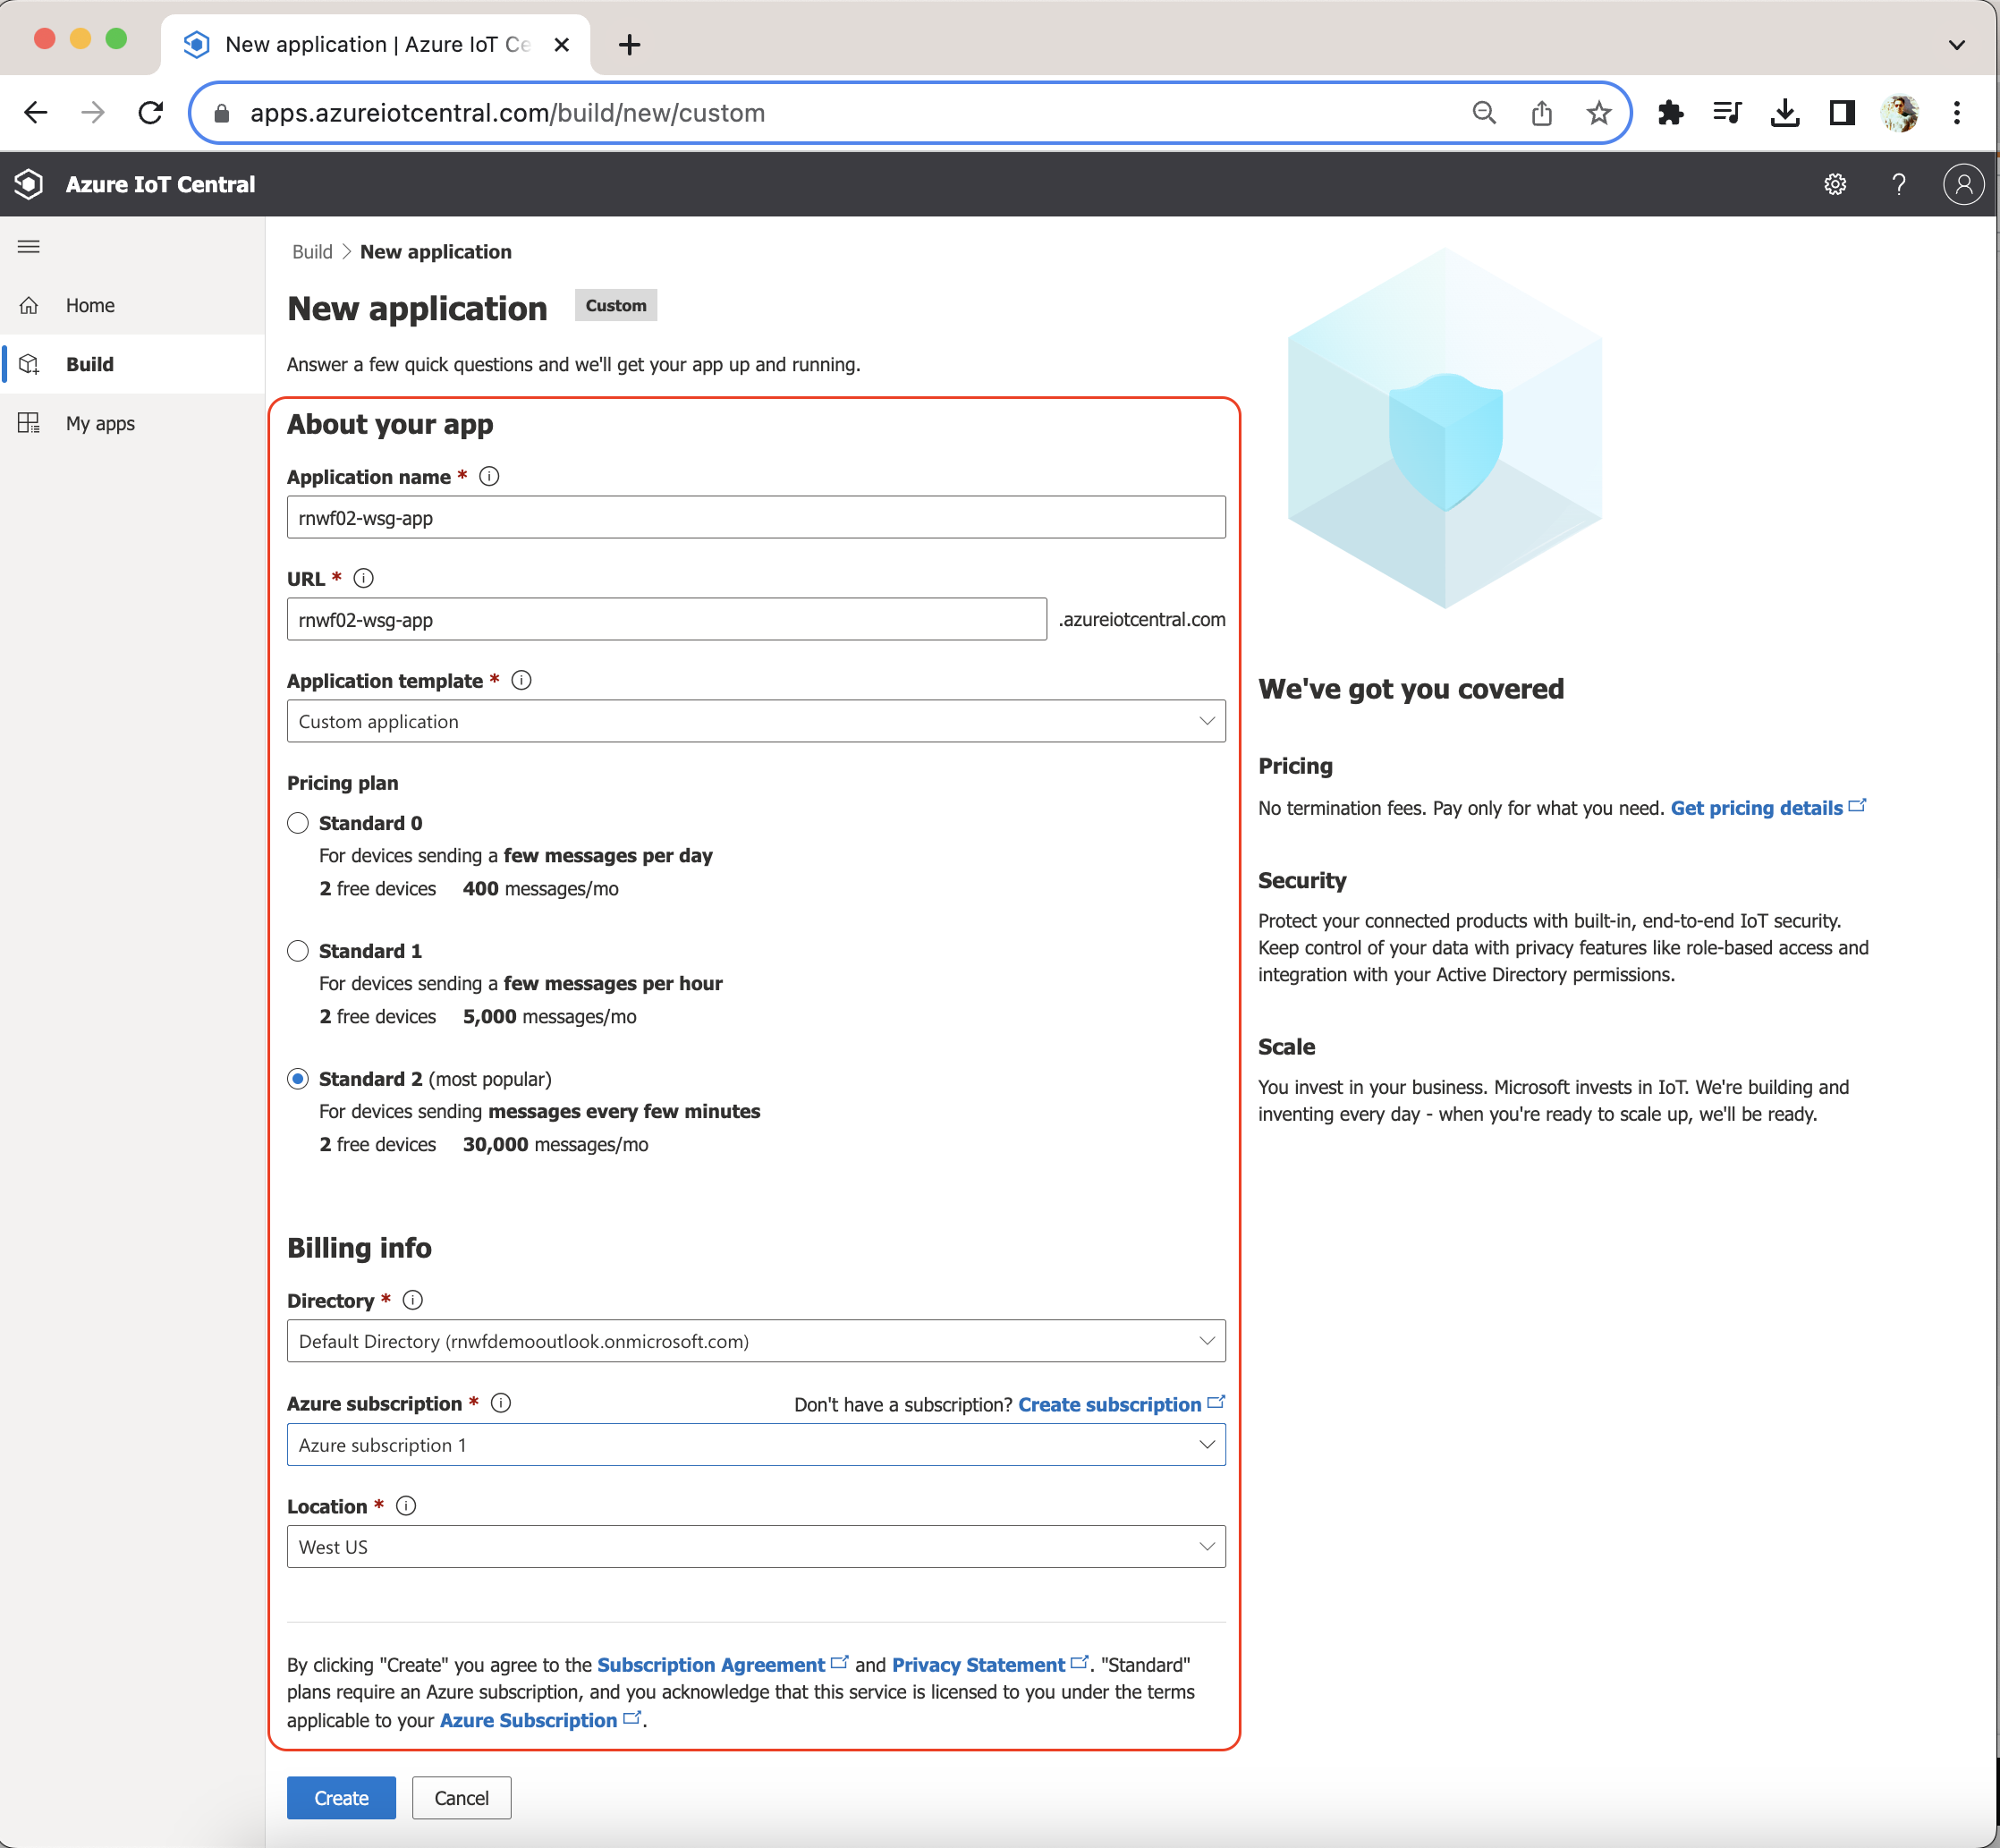 New application | Azure IoT Ce
apps.azureiotcentral.com/build/new/custom
Azure IoT Central
Home
Build
My apps
Build > New application
New application Custom
Answer a few quick questions and we'll get your app up and running.
About your app
Application name *
rnwf02-wsg-app
URL *
rnwf02-wsg-app .azureiotcentral.com
Application template *
Custom application
Pricing plan
Standard 0
For devices sending a few messages per day
2 free devices 400 messages/mo
Standard 1
For devices sending a few messages per hour
2 free devices 5,000 messages/mo
Standard 2 (most popular)
For devices sending messages every few minutes
2 free devices 30,000 messages/mo
Billing info
Directory *
Default Directory (rnwfdemooutlook.onmicrosoft.com)
Azure subscription * Don't have a subscription? Create subscription
Azure subscription 1
Location *
West US
By clicking "Create" you agree to the Subscription Agreement and Privacy Statement. "Standard"
plans require an Azure subscription, and you acknowledge that this service is licensed to you under the terms
applicable to your Azure Subscription.
Create Cancel
We've got you covered
Pricing
No termination fees. Pay only for what you need. Get pricing details
Security
Protect your connected products with built-in, end-to-end IoT security.
Keep control of your data with privacy features like role-based access and
integration with your Active Directory permissions.
Scale
You invest in your business. Microsoft invests in IoT. We're building and
inventing every day - when you're ready to scale up, we'll be ready.